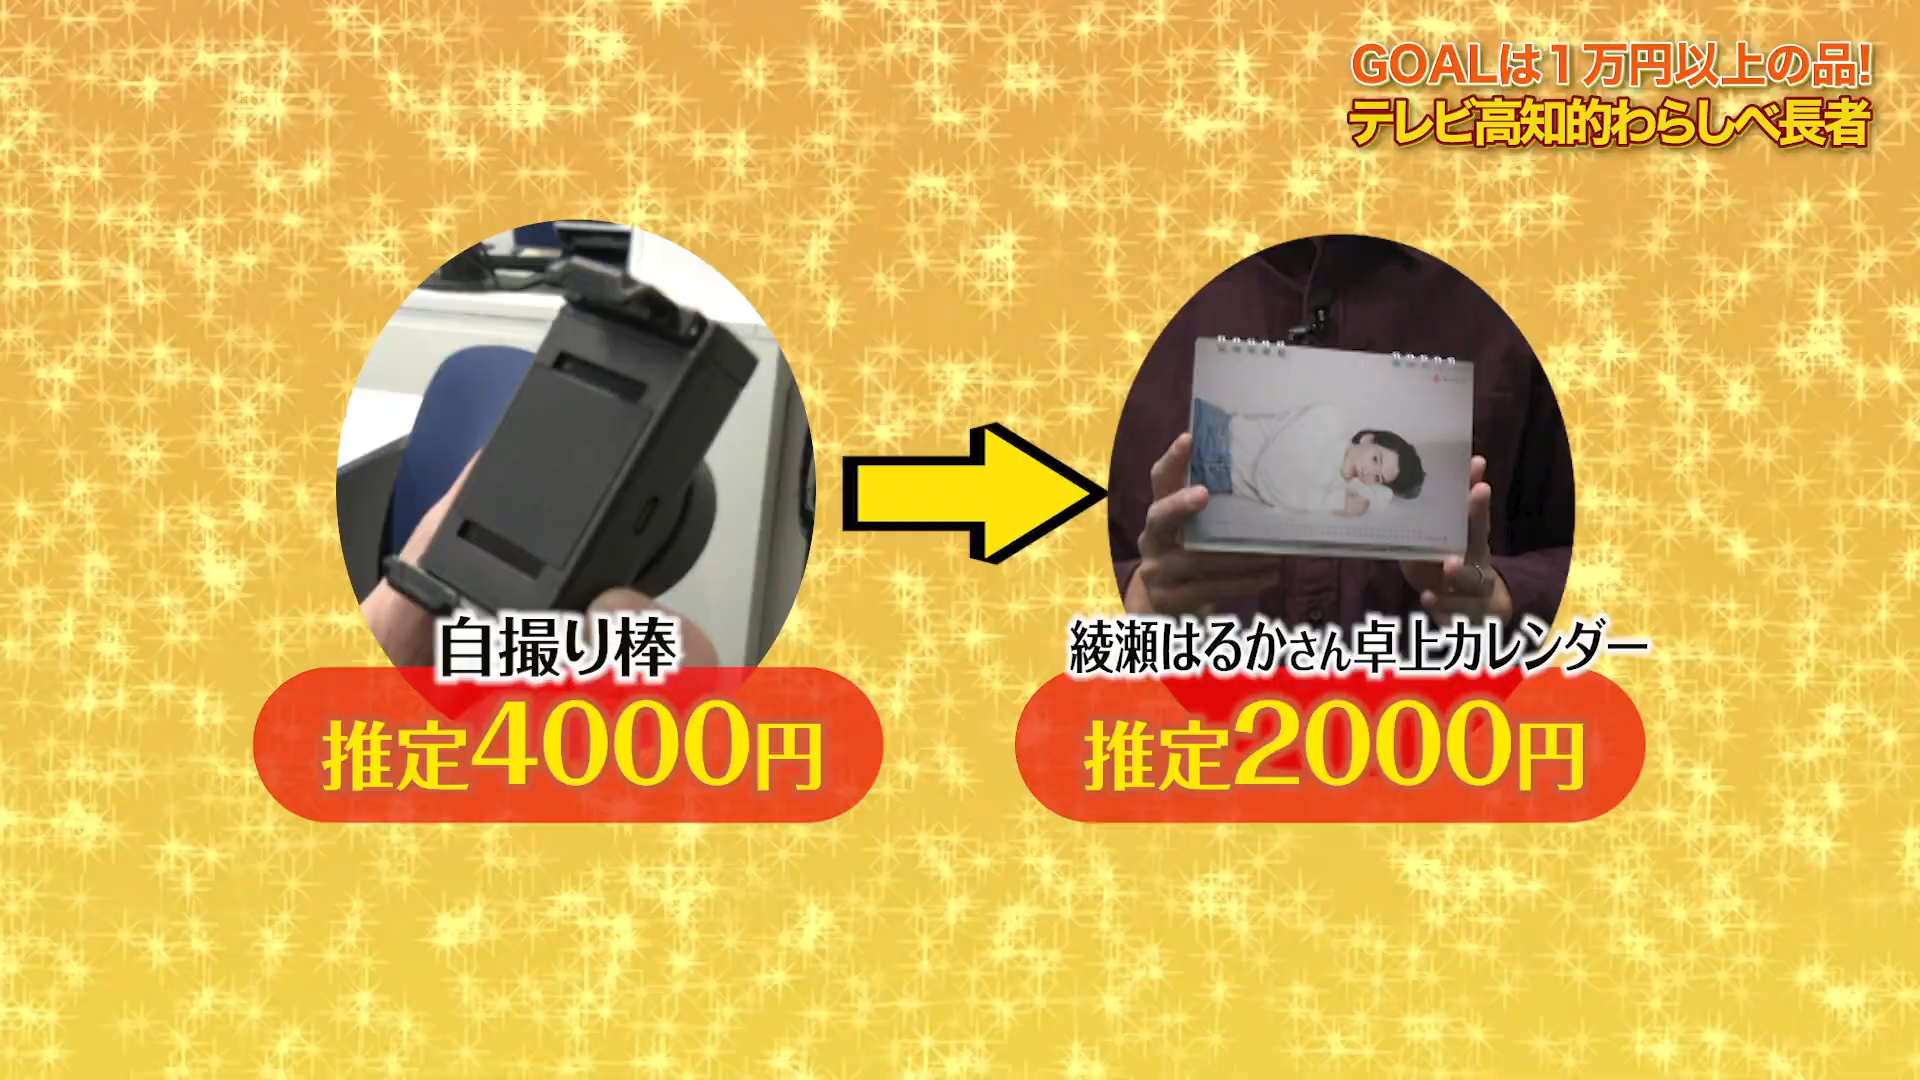 GOALは1万円以上の品!
テレビ高知的わらしべ長者
自撮り棒
推定4000円
綾瀬はるかさん卓上カレンダー
推定2000円